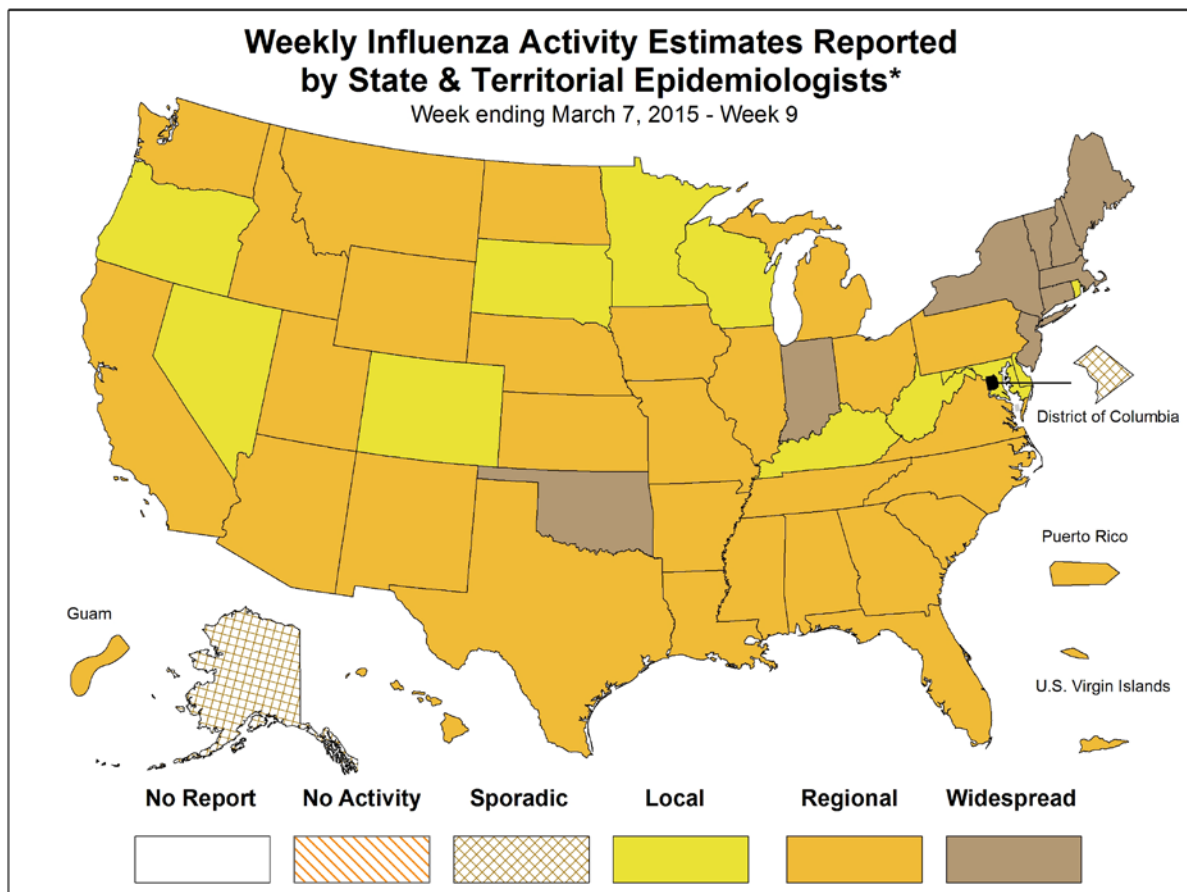 Weekly Influenza Activity Estimates Reported
by State & Territorial Epidemiologists*
Week ending March 7, 2015 - Week 9
District of Columbia
Puerto Rico
Guam
U.S. Virgin Islands
No Report
No Activity
Sporadic
Local
Regional
Widespread